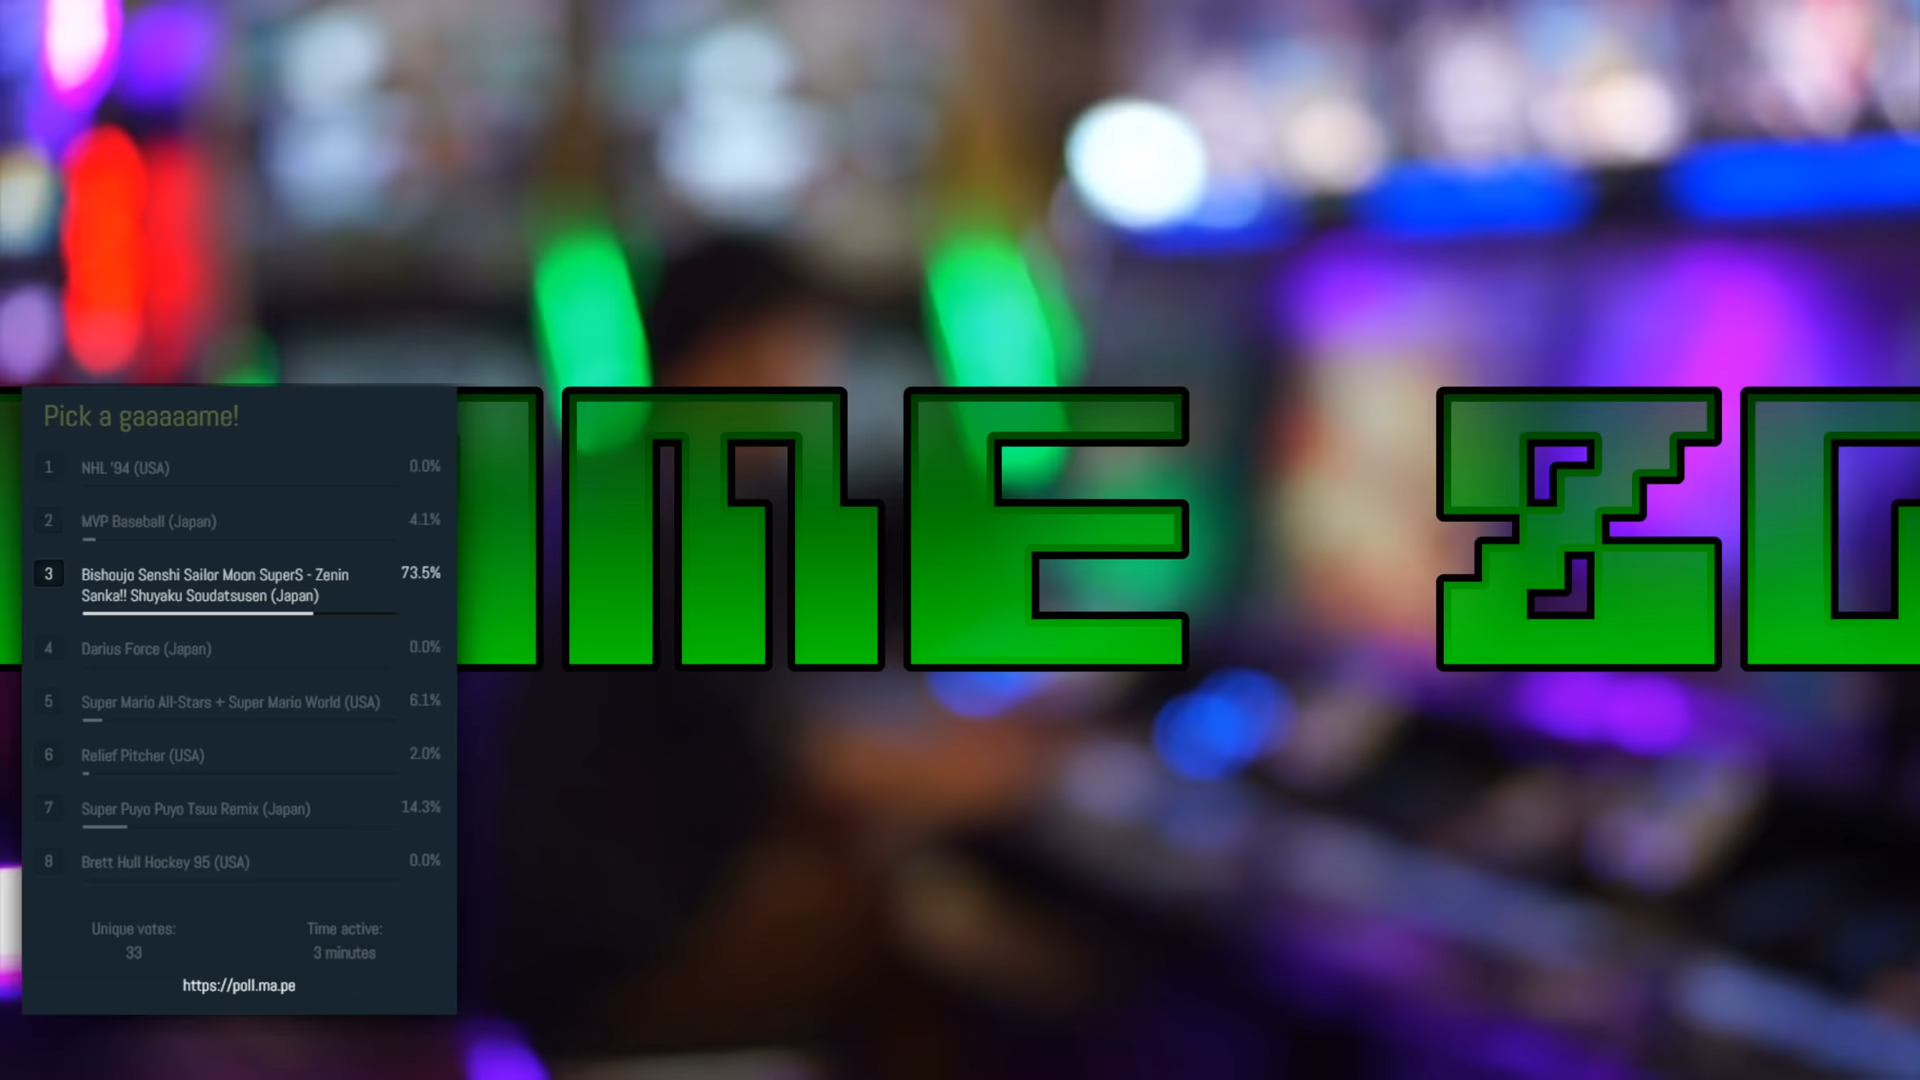 Pick a gaaaaame!
1 NHL '94 (USA) 0.0%
2 MVP Baseball (Japan) 4.1%
3 Bishoujo Senshi Sailor Moon SuperS - Zenin 73.5%
Sanka!! Shuyaku Soudatsusen (Japan)
4 Darius Force (Japan) 0.0%
5 Super Mario All-Stars + Super Mario World (USA) 6.1%
6 Relief Pitcher (USA) 2.0%
7 Super Puyo Puyo Tsuu Remix (Japan) 14.3%
8 Brett Hull Hockey 95 (USA) 0.0%
Unique votes: Time active:
33 3 minutes
https://poll.ma.pe
ME